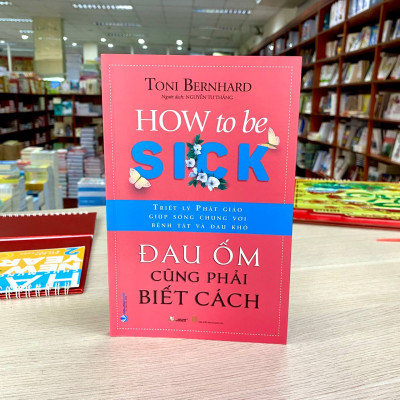 TONI BERNHARD
Người dịch: NGUYỄN TƯ THẮNG
HOW to be
SICK
TRIẾT LÝ PHẬT GIÁO
GIÚP SỐNG CHUNG VỚI
BỆNH TẬT VÀ ĐAU KHỔ
ĐAU ỐM
CŨNG PHẢI
BIẾT CÁCH